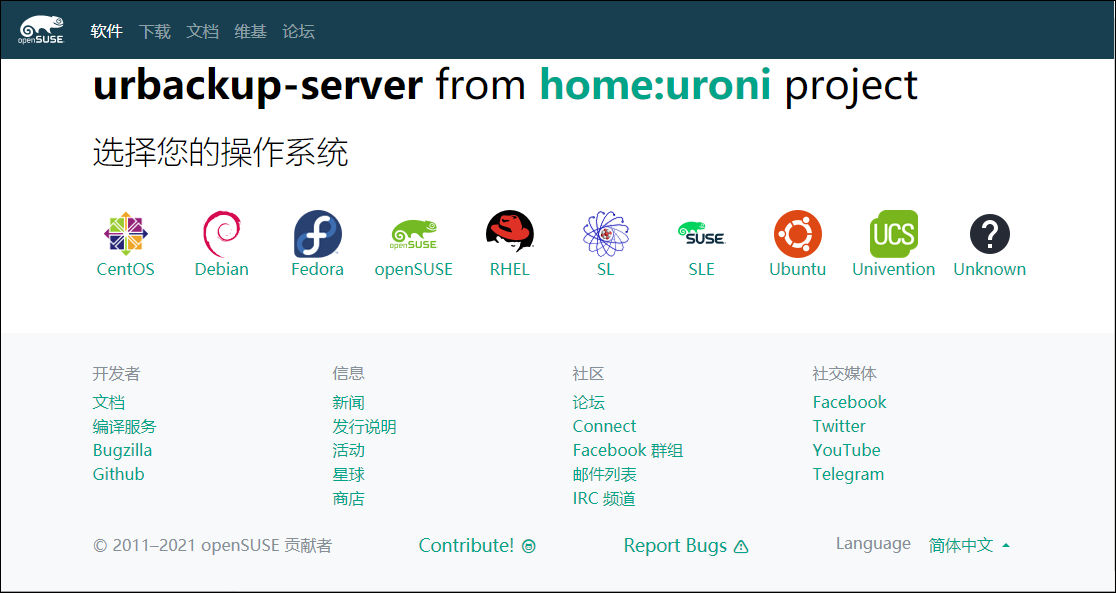 openSUSE 软件 下载 文档 维基 论坛
urbackup-server from home:uroni project
选择您的操作系统
openSUSE SUSE UCS ?
CentOS Debian Fedora openSUSE RHEL SL SLE Ubuntu Univention Unknown
开发者 信息 社区 社交媒体
文档 新闻 论坛 Facebook
编译服务 发行说明 Connect Twitter
Bugzilla 活动 Facebook 群组 YouTube
Github 星球 邮件列表 Telegram
商店 IRC 频道
© 2011–2021 openSUSE 贡献者 Contribute! Report Bugs Language 简体中文